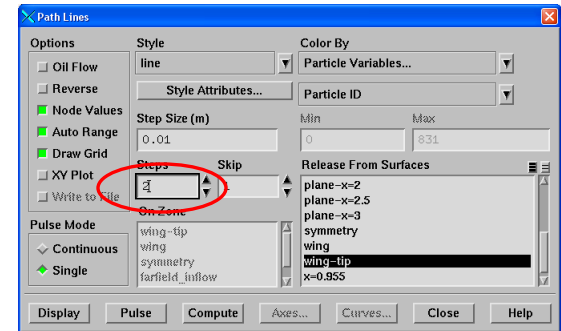 Path Lines
Options
Oil Flow
Reverse
Node Values
Auto Range
Draw Grid
XY Plot
Write to File
Pulse Mode
Continuous
Single
Style
line
Style Attributes...
Step Size (m)
0.01
Steps
Skip
2
On Zone
wing-tip
wing
symmetry
farfield_inflow
Color By
Particle Variables...
Particle ID
Min
Max
0
831
Release From Surfaces
plane-x=2
plane-x=2.5
plane-x=3
symmetry
wing
wing-tip
x=0.955
Display
Pulse
Compute
Axes...
Curves...
Close
Help